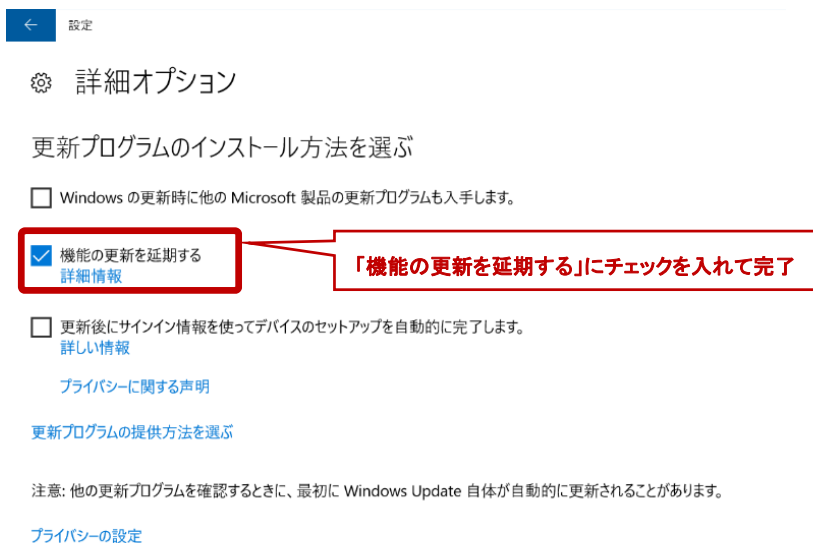 設定
詳細オプション
更新プログラムのインストール方法を選ぶ
Windows の更新時に他の Microsoft 製品の更新プログラムも入手します。
機能の更新を延期する
詳細情報
「機能の更新を延期する」にチェックを入れて完了
更新後にサインイン情報を使ってデバイスのセットアップを自動的に完了します。
詳しい情報
プライバシーに関する声明
更新プログラムの提供方法を選ぶ
注意: 他の更新プログラムを確認するときに、最初に Windows Update 自体が自動的に更新されることがあります。
プライバシーの設定